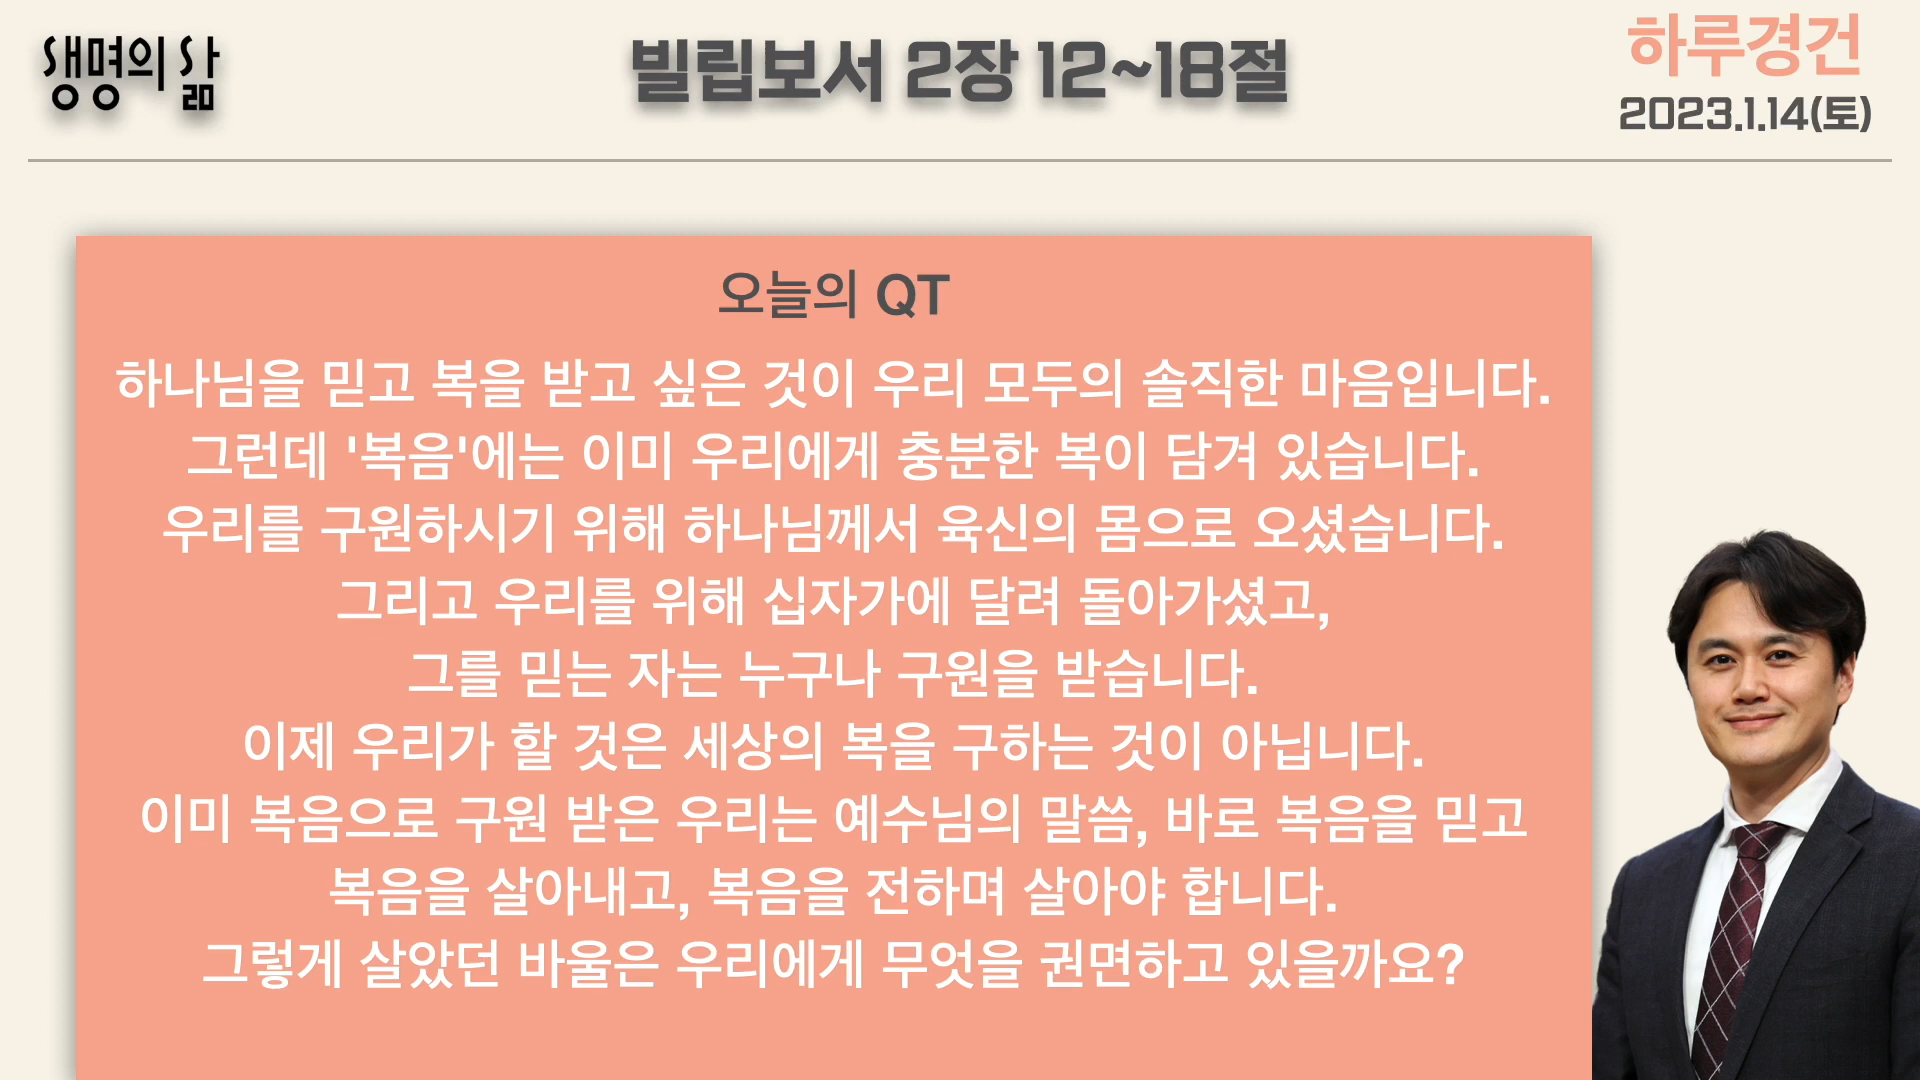 생명의 삶
빌립보서 2장 12~18절
하루경건
2023.1.14(토)
오늘의 QT
하나님을 믿고 복을 받고 싶은 것이 우리 모두의 솔직한 마음입니다.
그런데 '복음'에는 이미 우리에게 충분한 복이 담겨 있습니다.
우리를 구원하시기 위해 하나님께서 육신의 몸으로 오셨습니다.
그리고 우리를 위해 십자가에 달려 돌아가셨고,
그를 믿는 자는 누구나 구원을 받습니다.
이제 우리가 할 것은 세상의 복을 구하는 것이 아닙니다.
이미 복음으로 구원 받은 우리는 예수님의 말씀, 바로 복음을 믿고
복음을 살아내고, 복음을 전하며 살아야 합니다.
그렇게 살았던 바울은 우리에게 무엇을 권면하고 있을까요?